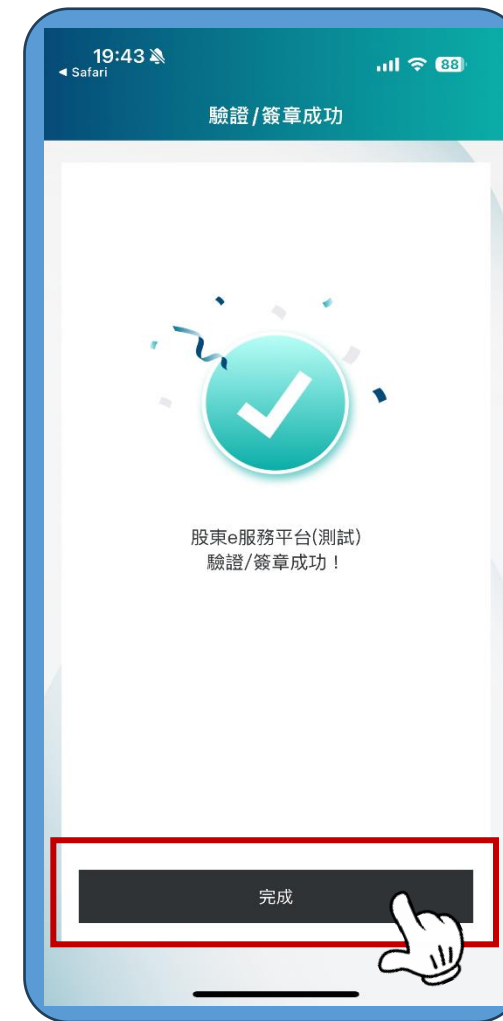 19:43
◄ Safari
88
驗證/簽章成功
股東e服務平台(測試)
驗證/簽章成功！
完成